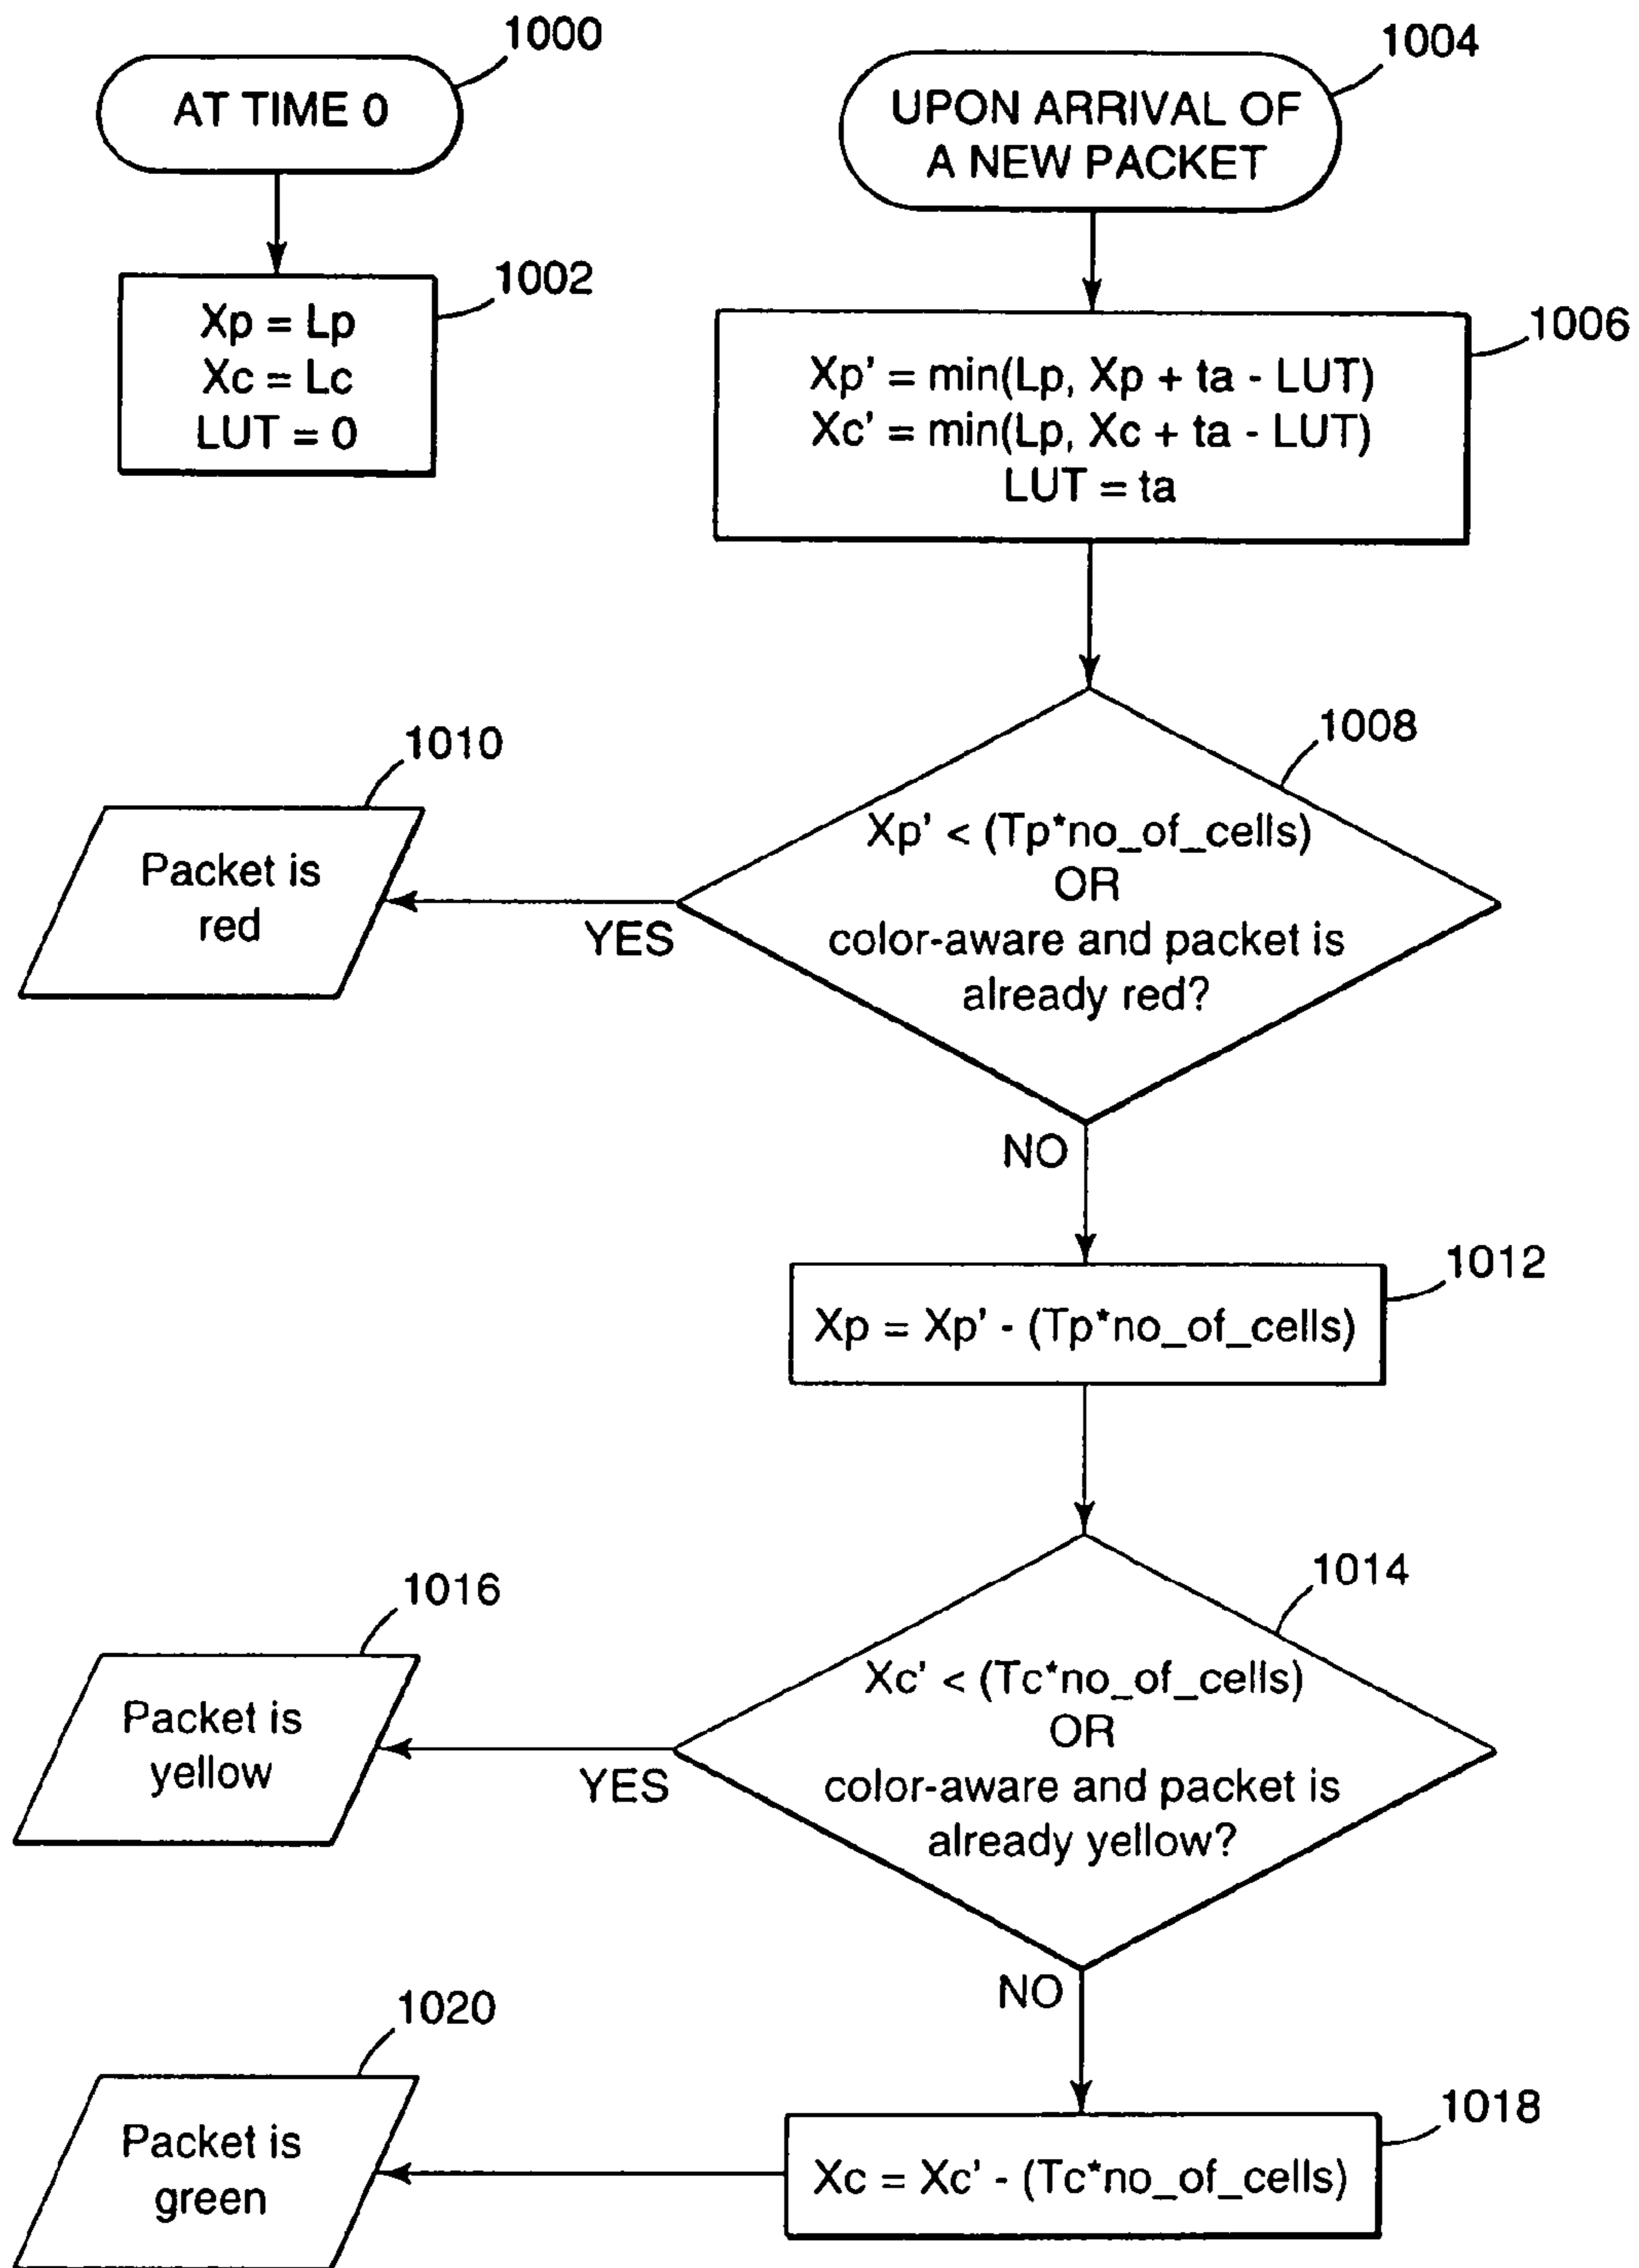 1000
AT TIME 0
1002
Xp = Lp
Xc = Lc
LUT = 0
1004
UPON ARRIVAL OF
A NEW PACKET
1006
Xp' = min(Lp, Xp + ta - LUT)
Xc' = min(Lp, Xc + ta - LUT)
LUT = ta
1008
Xp' < (Tp*no_of_cells)
OR
color-aware and packet is
already red?
YES
1010
Packet is
red
NO
1012
Xp = Xp' - (Tp*no_of_cells)
1014
Xc' < (Tc*no_of_cells)
OR
color-aware and packet is
already yellow?
YES
1016
Packet is
yellow
NO
1018
Xc = Xc' - (Tc*no_of_cells)
1020
Packet is
green